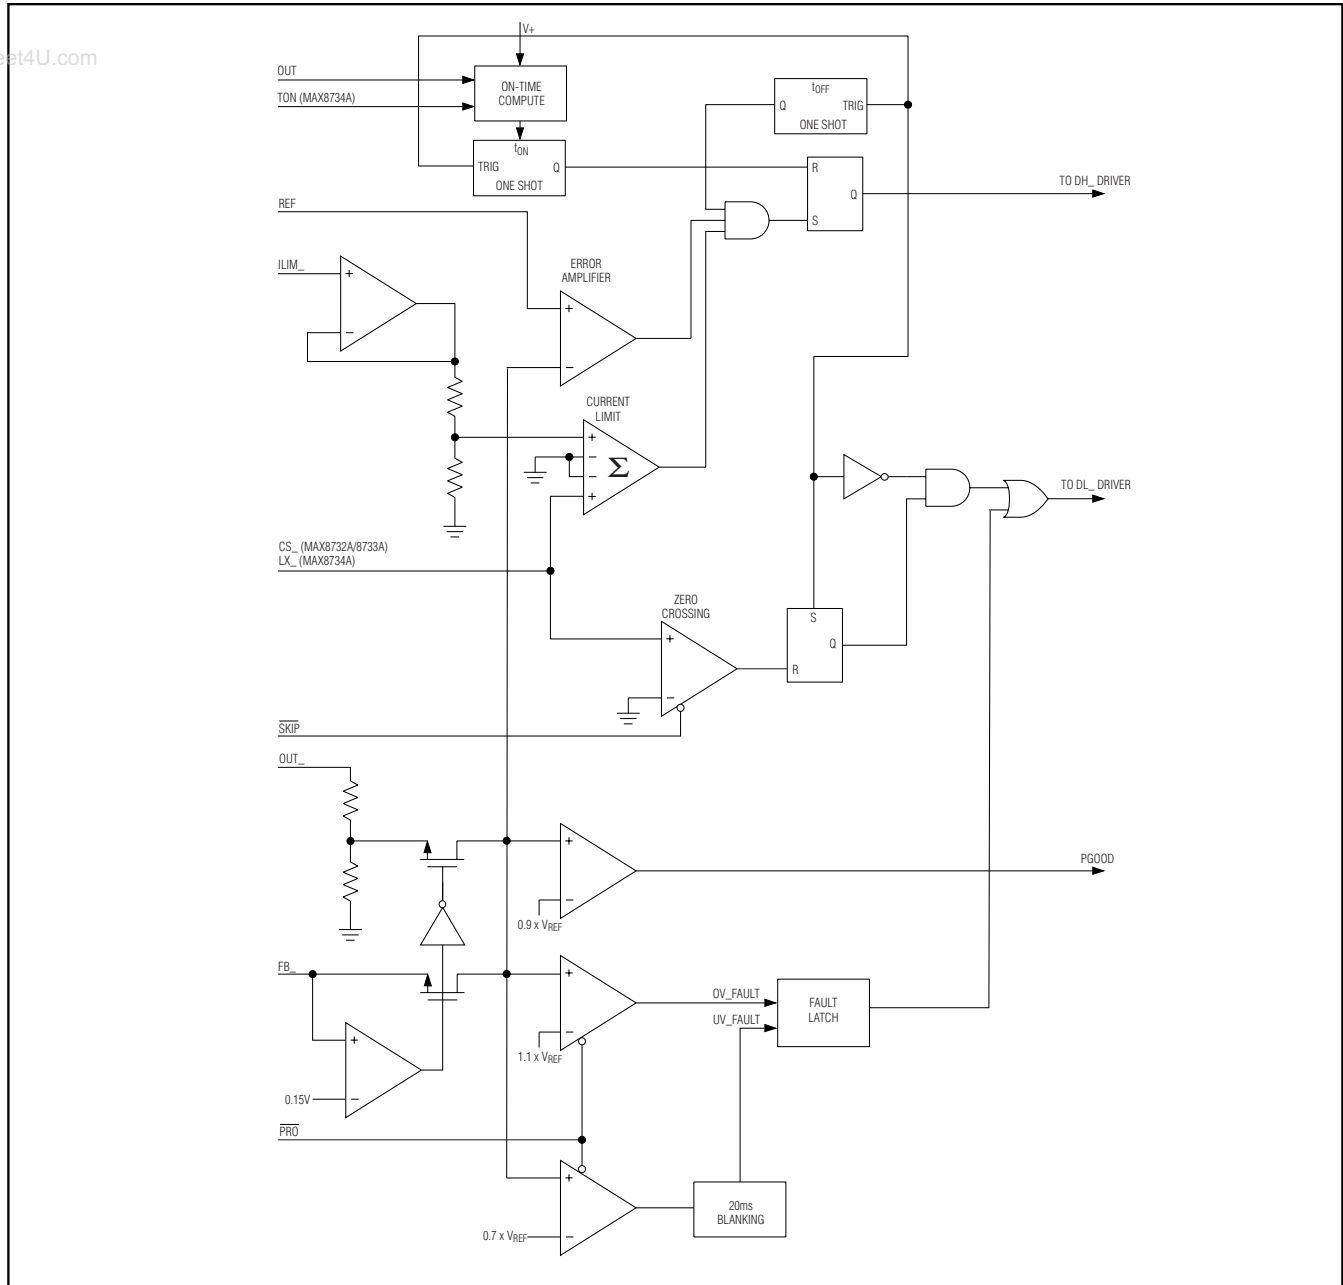 eet4U.com
V+
OUT
TON (MAX8734A)
ON-TIME
COMPUTE
tON
TRIG Q
ONE SHOT
tOFF
Q TRIG
ONE SHOT
R
Q
S
TO DH_ DRIVER
REF
ILIM_
+
−
ERROR
AMPLIFIER
+
−
CURRENT
LIMIT
+
−
Σ
−
+
TO DL_ DRIVER
CS_ (MAX8732A/8733A)
LX_ (MAX8734A)
ZERO
CROSSING
+
−
S
Q
R
SKIP
OUT_
+
−
0.9 x VREF
PGOOD
FB_
+
−
1.1 x VREF
OV_FAULT
UV_FAULT
FAULT
LATCH
+
−
0.15V
PRO
+
−
0.7 x VREF
20ms
BLANKING